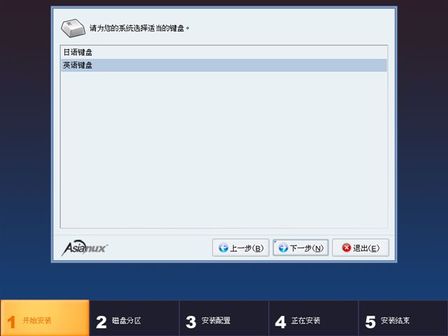 请为您的系统选择适当的键盘。
日语键盘
英语键盘
Asianux
上一步(B)
下一步(N)
退出(E)
1 开始安装
2 磁盘分区
3 安装配置
4 正在安装
5 安装结束